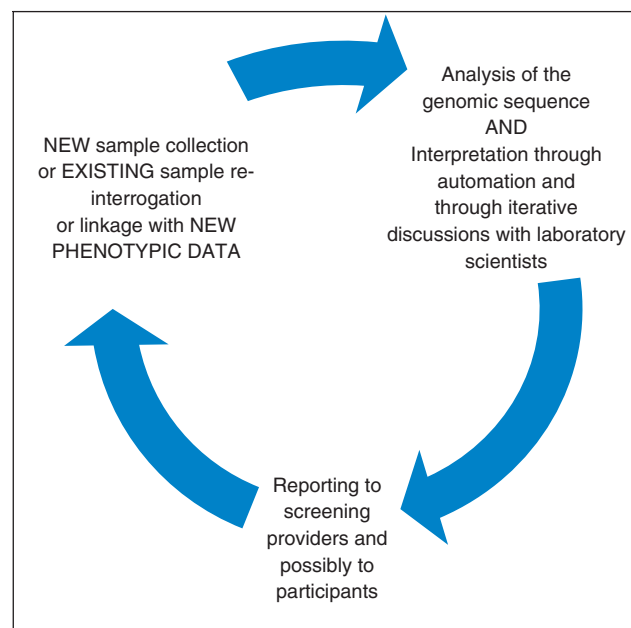 NEW sample collection
or EXISTING sample re-
interrogation
or linkage with NEW
PHENOTYPIC DATA
Analysis of the
genomic sequence
AND
Interpretation through
automation and
through iterative
discussions with laboratory
scientists
Reporting to
screening
providers and
possibly to
participants